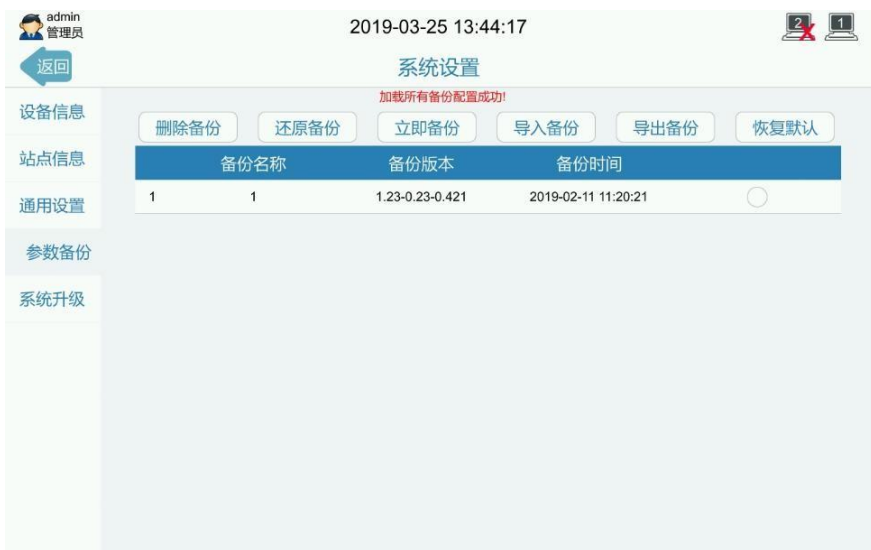 admin
管理员
2019-03-25 13:44:17
2
1
返回
系统设置
加载所有备份配置成功!
设备信息
站点信息
通用设置
参数备份
系统升级
删除备份 还原备份 立即备份 导入备份 导出备份 恢复默认
备份名称 备份版本 备份时间
1 1 1.23-0.23-0.421 2019-02-11 11:20:21